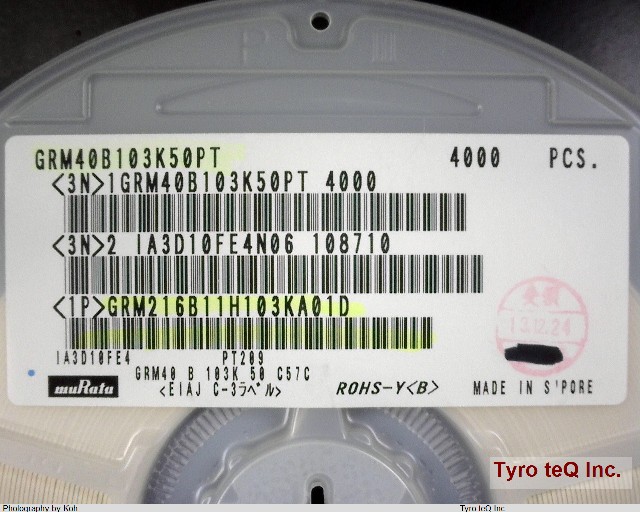 GRM40B103K50PT 4000 PCS.
<3N>1GRM40B103K50PT 4000
<3N>2 IA3D10FE4N06 108710
<1P>GRM216B11H103KA01D
IA3D10FE4 PT209
GRM40 B 103K 50 C57C
muRata <EIAJ C-3ラベル> ROHS-Y<B> MADE IN S'PORE
受領
13.12.24
Tyro teQ Inc.
Photography by Koh Tyro teQ Inc